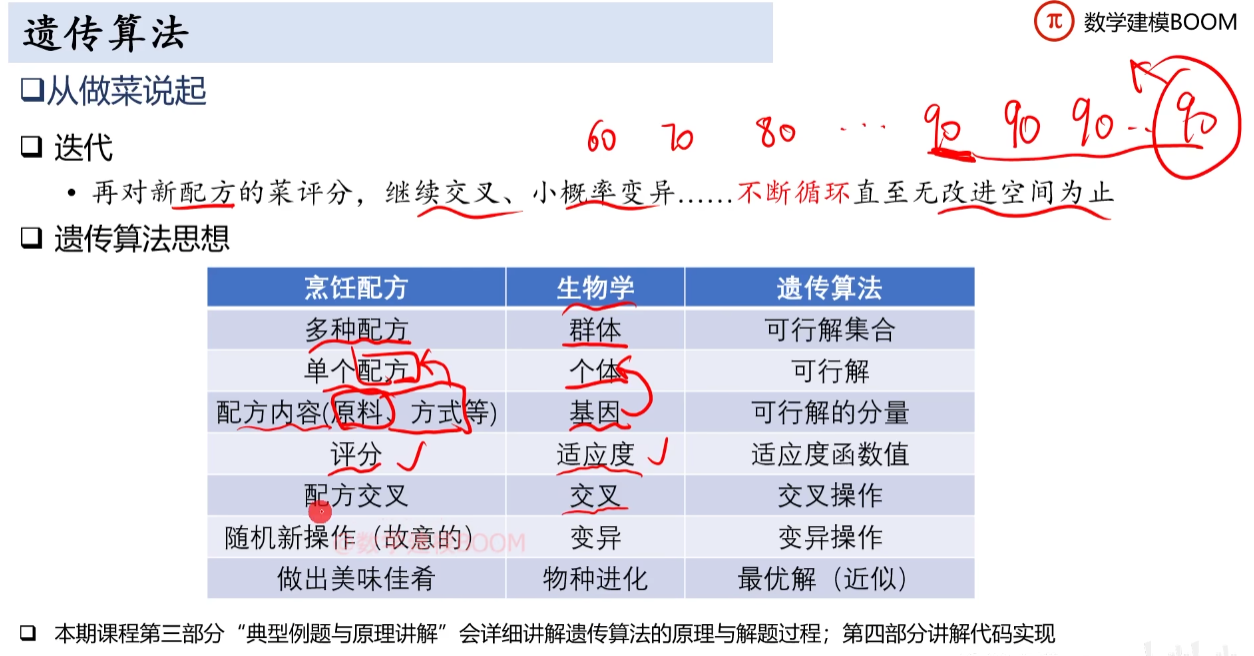 遗传算法
π 数学建模BOOM
□从做菜说起
60 70 80 ... 90 90 90 ... 90
□ 迭代
• 再对新配方的菜评分，继续交叉、小概率变异……不断循环直至无改进空间为止
□ 遗传算法思想
烹饪配方 生物学 遗传算法
多种配方 群体 可行解集合
单个配方 个体 可行解
配方内容(原料、方式等) 基因 可行解的分量
评分 适应度 适应度函数值
配方交叉 交叉 交叉操作
随机新操作（故意的） 变异 变异操作
@数学建模BOOM
做出美味佳肴 物种进化 最优解（近似）
□ 本期课程第三部分“典型例题与原理讲解”会详细讲解遗传算法的原理与解题过程；第四部分讲解代码实现